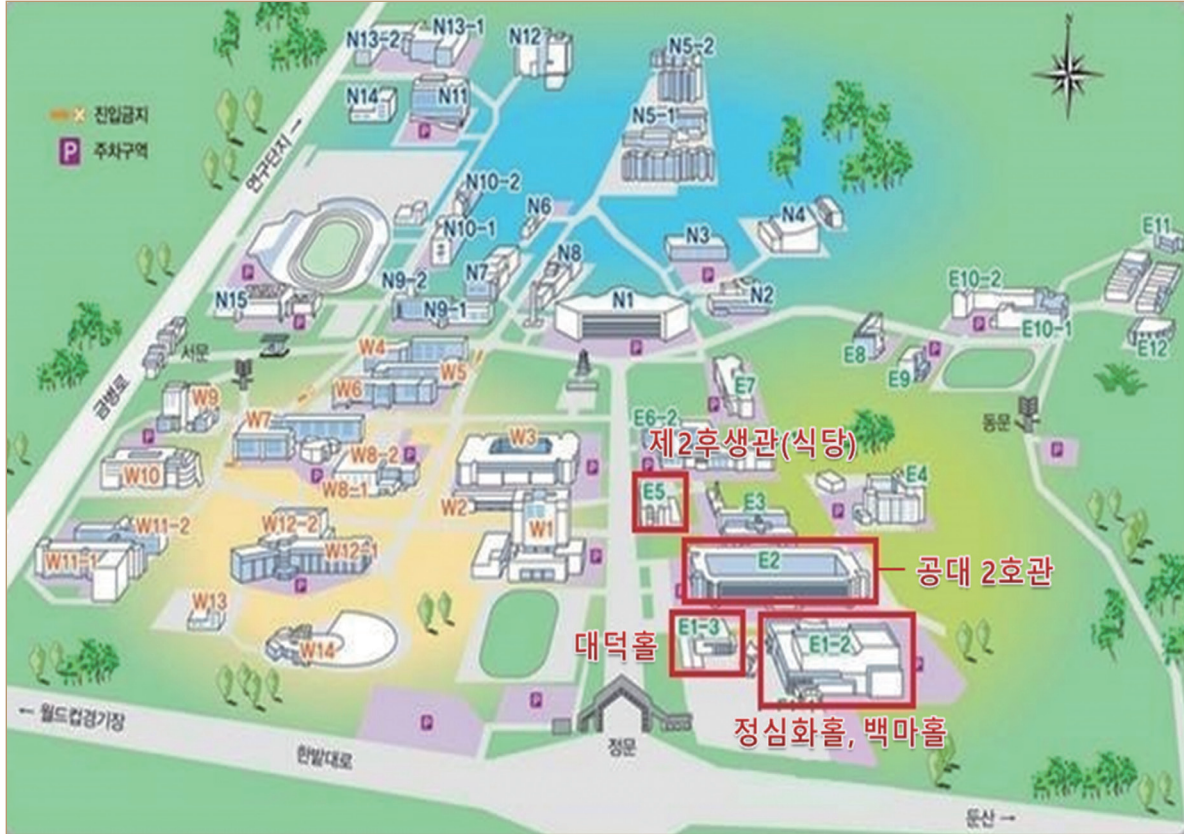 N
진입금지
P 주차구역
연구단지 →
N13-2
N13-1
N12
N5-2
N14
N11
N5-1
P
N10-2
N6
N10-1
N3
N4
E11
P
N9-2
N7
N8
P
N15
N9-1
N1
N2
E10-2
P
P
E10-1
서문
W4
P
E8
P
E12
금병로
W5
E9
W9
W6
E7
P
동문
W7
W3
E6-2
제2후생관(식당)
P
P
W8-2
P
P
W10
W8-1
E5
E4
W2
E3
P
W11-2
W12-2
W1
W11-1
W12-1
P
E2
공대 2호관
P
P
W13
대덕홀
E1-3
E1-2
P
W14
정심화홀, 백마홀
← 월드컵경기장
P
P
정문
한밭대로
둔산 →